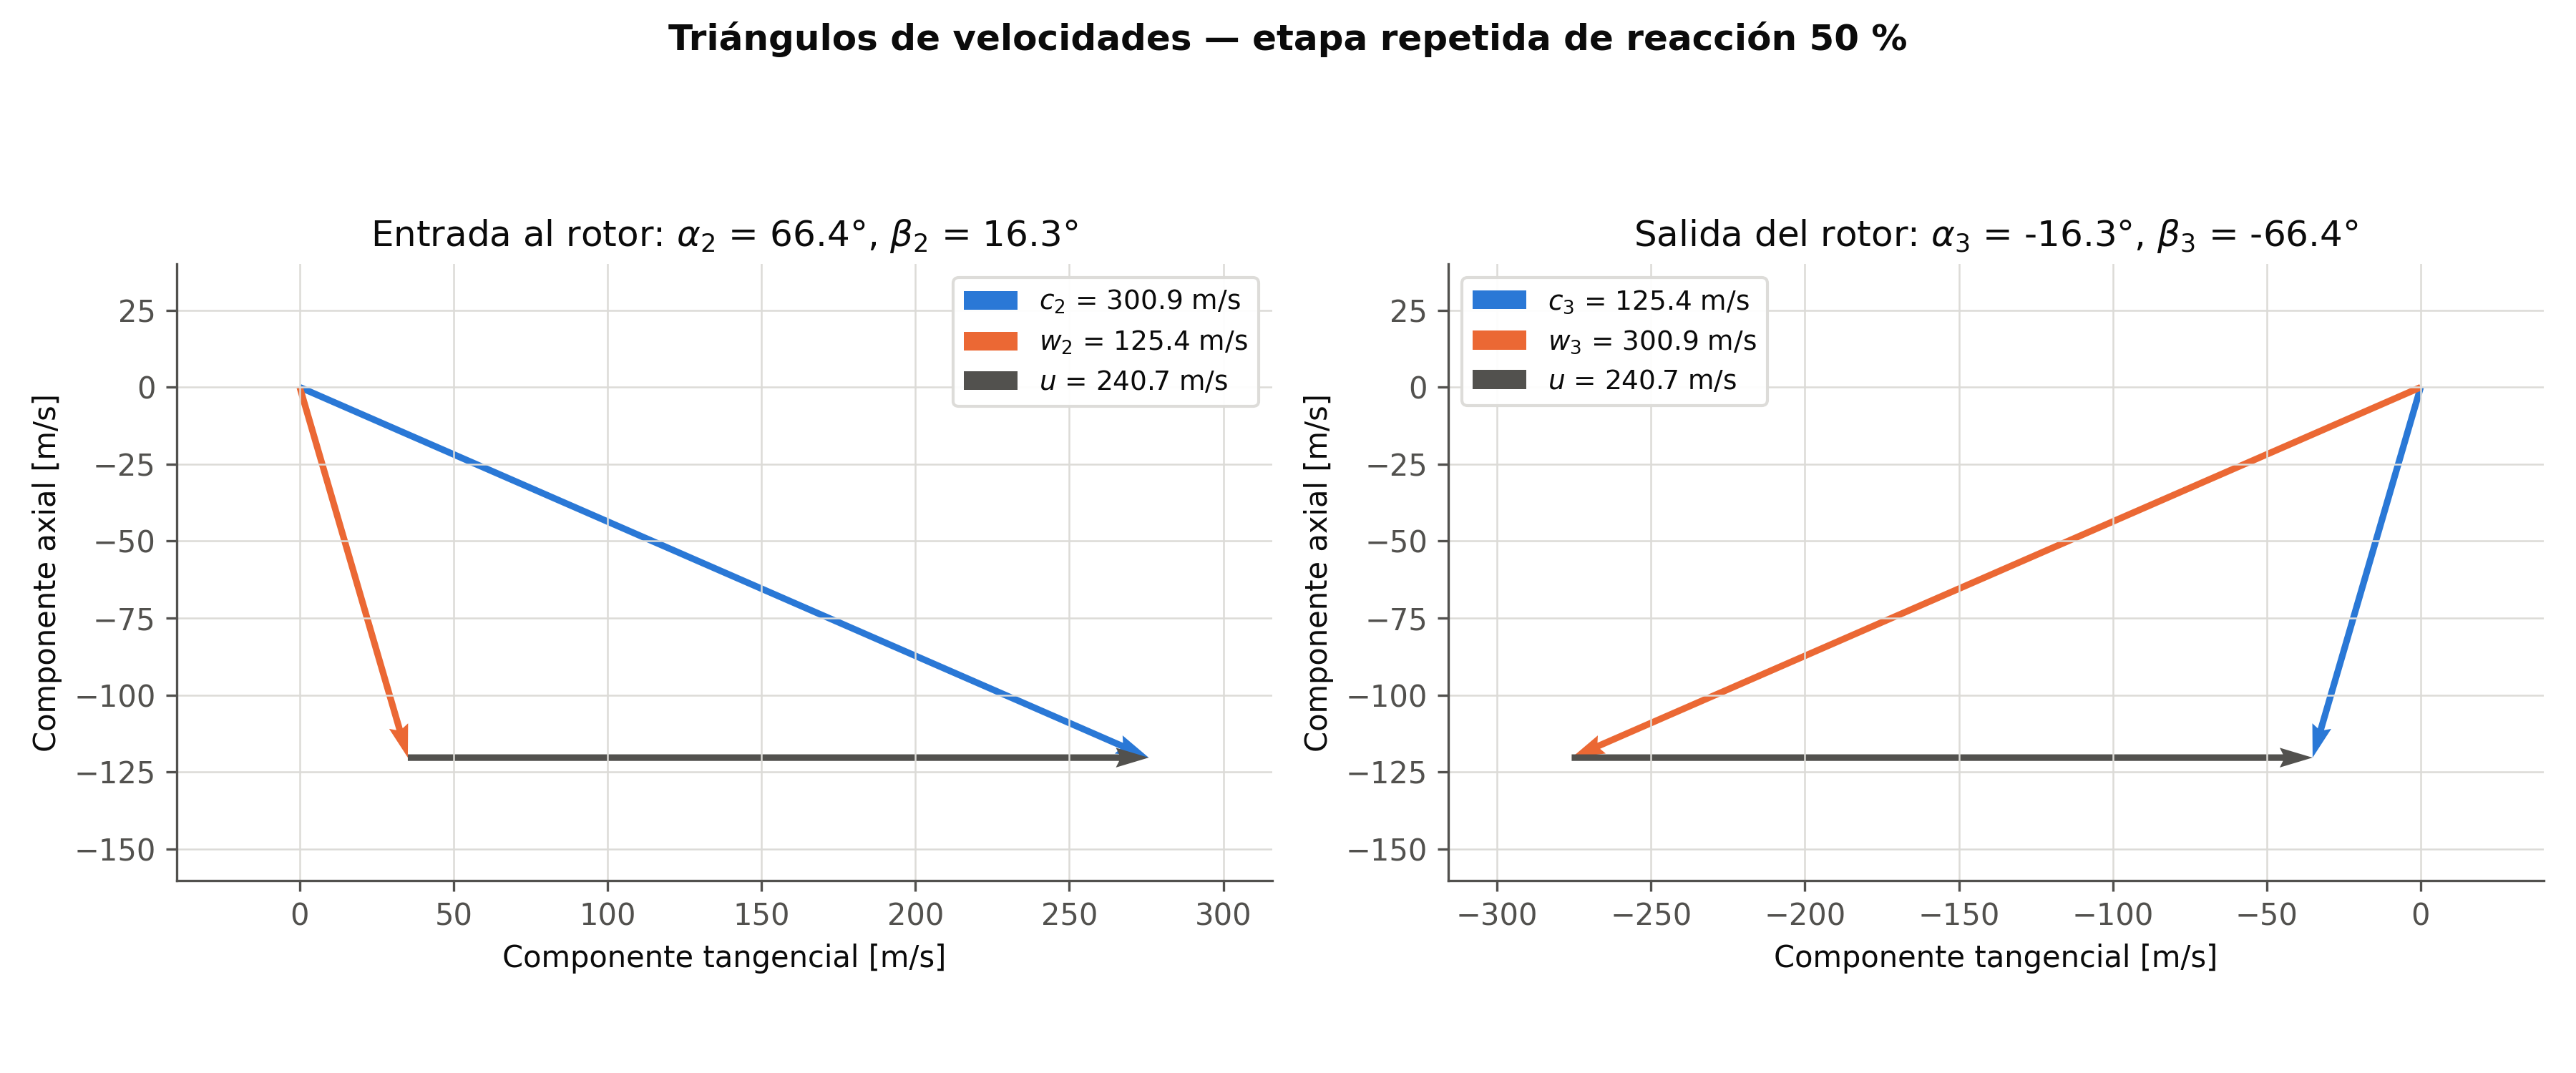 Triángulos de velocidades — etapa repetida de reacción 50 %
Entrada al rotor: α₂ = 66.4°, β₂ = 16.3°
c₂ = 300.9 m/s
w₂ = 125.4 m/s
u = 240.7 m/s
25
0
−25
−50
−75
−100
−125
−150
Componente axial [m/s]
0 50 100 150 200 250 300
Componente tangencial [m/s]
Salida del rotor: α₃ = -16.3°, β₃ = -66.4°
c₃ = 125.4 m/s
w₃ = 300.9 m/s
u = 240.7 m/s
25
0
−25
−50
−75
−100
−125
−150
Componente axial [m/s]
−300 −250 −200 −150 −100 −50 0
Componente tangencial [m/s]